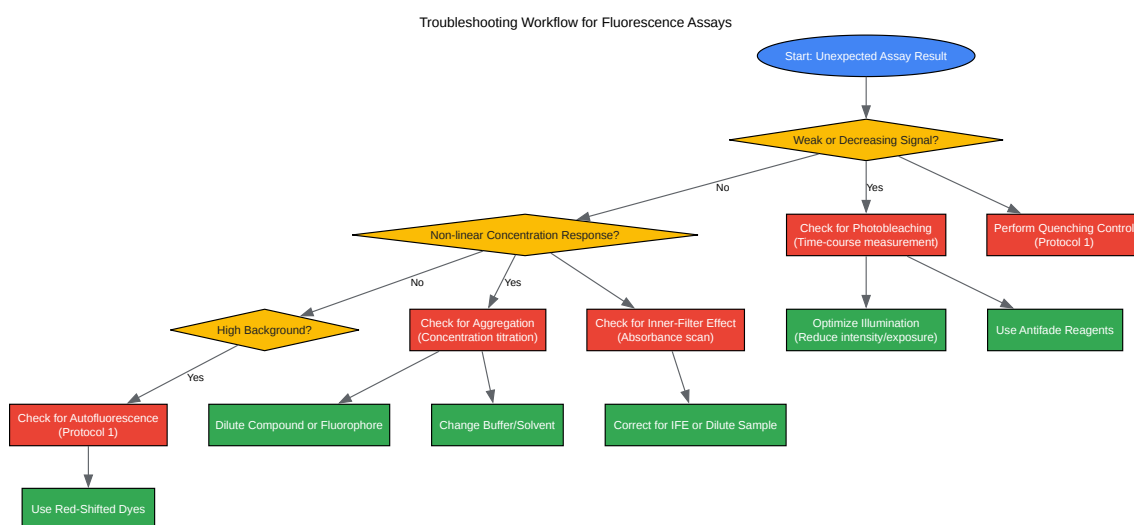 Troubleshooting Workflow for Fluorescence Assays
Start: Unexpected Assay Result
Weak or Decreasing Signal?
No
Yes
Non-linear Concentration Response?
Check for Photobleaching
(Time-course measurement)
Perform Quenching Control
(Protocol 1)
No
Yes
High Background?
Check for Aggregation
(Concentration titration)
Check for Inner-Filter Effect
(Absorbance scan)
Optimize Illumination
(Reduce intensity/exposure)
Use Antifade Reagents
Yes
Check for Autofluorescence
(Protocol 1)
Dilute Compound or Fluorophore
Change Buffer/Solvent
Correct for IFE or Dilute Sample
Use Red-Shifted Dyes